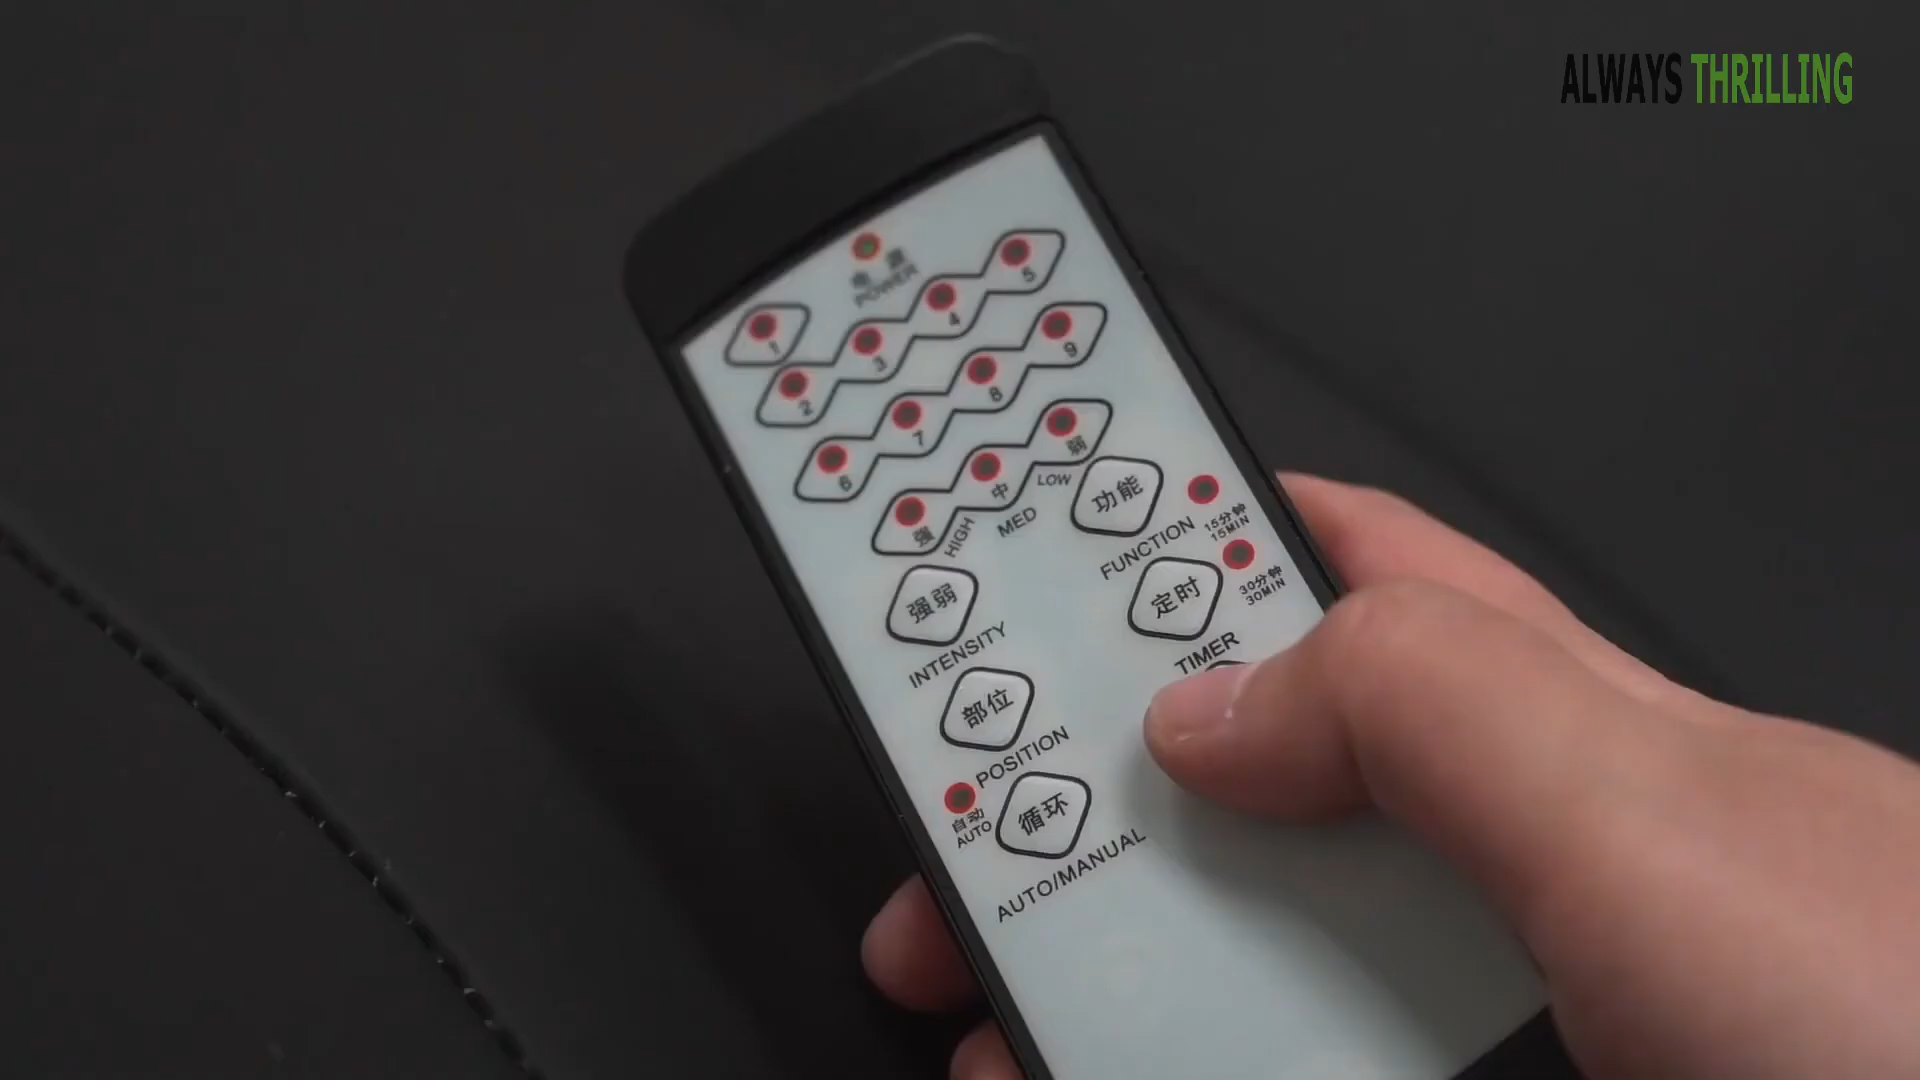 ALWAYS THRILLING
电 源
POWER
1
2
3
4
5
6
7
8
9
强
中
弱
HIGH
MED
LOW
功能
FUNCTION
15分钟
15MIN
30分钟
30MIN
强弱
INTENSITY
定时
TIMER
部位
POSITION
自动
AUTO
循环
AUTO/MANUAL